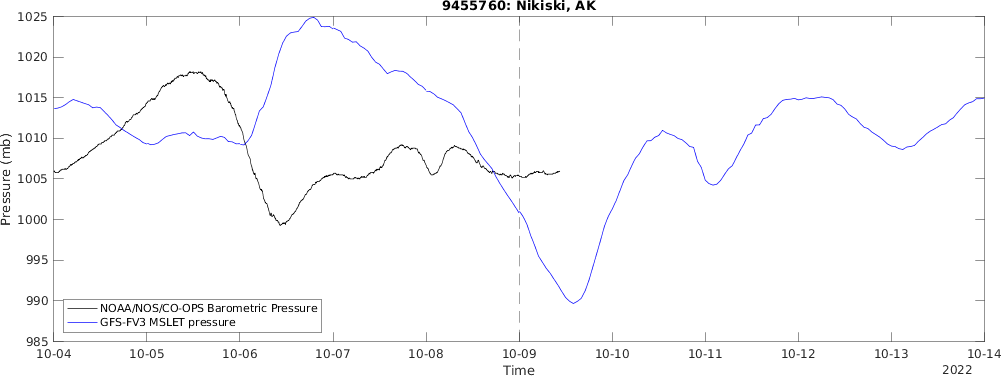 9455760: Nikiski, AK
1025
1020
1015
1010
1005
1000
995
990
985
Pressure (mb)
NOAA/NOS/CO-OPS Barometric Pressure
GFS-FV3 MSLET pressure
10-04 10-05 10-06 10-07 10-08 10-09 10-10 10-11 10-12 10-13 10-14
Time
2022